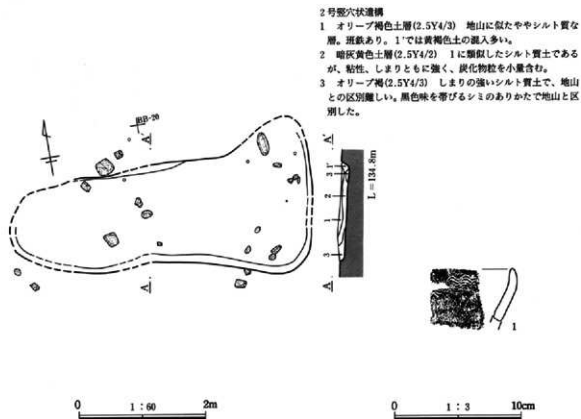 2号竪穴状遺構
1 オリーブ褐色土層(2.5Y4/3) 地山に似たややシルト質な
層。斑鉄あり。1'では黄褐色土の混入多い。
2 暗灰黄色土層(2.5Y4/2) 1に類似したシルト質土である
が、粘性、しまりともに強く、炭化物粒を小量含む。
3 オリーブ褐(2.5Y4/3) しまりの強いシルト質土で、地山
との区別難しい。黒色味を帯びるシミのありかたで地山と区
別した。
A
A'
3 1'
2
1
3
L=134.8m
A
A'
1
0 1:60 2m
0 1:3 10cm